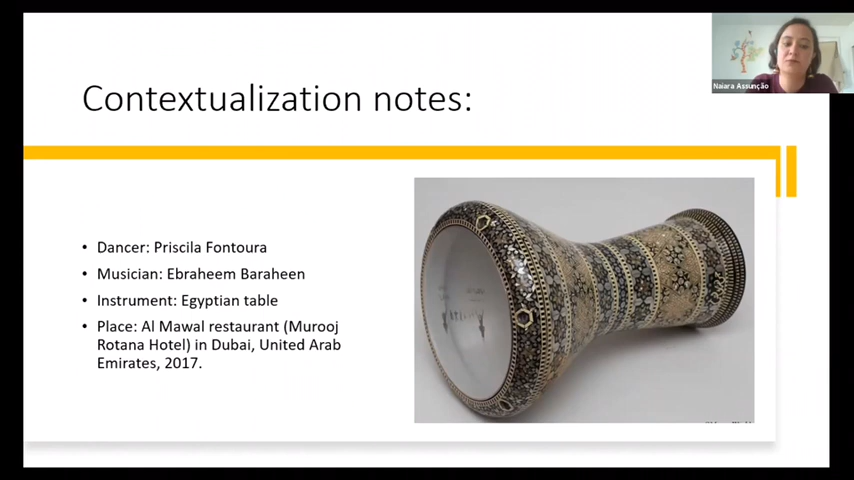 Naiara Assunção
Contextualization notes:
• Dancer: Priscila Fontoura
• Musician: Ebraheem Baraheen
• Instrument: Egyptian table
• Place: Al Mawal restaurant (Murooj
Rotana Hotel) in Dubai, United Arab
Emirates, 2017.